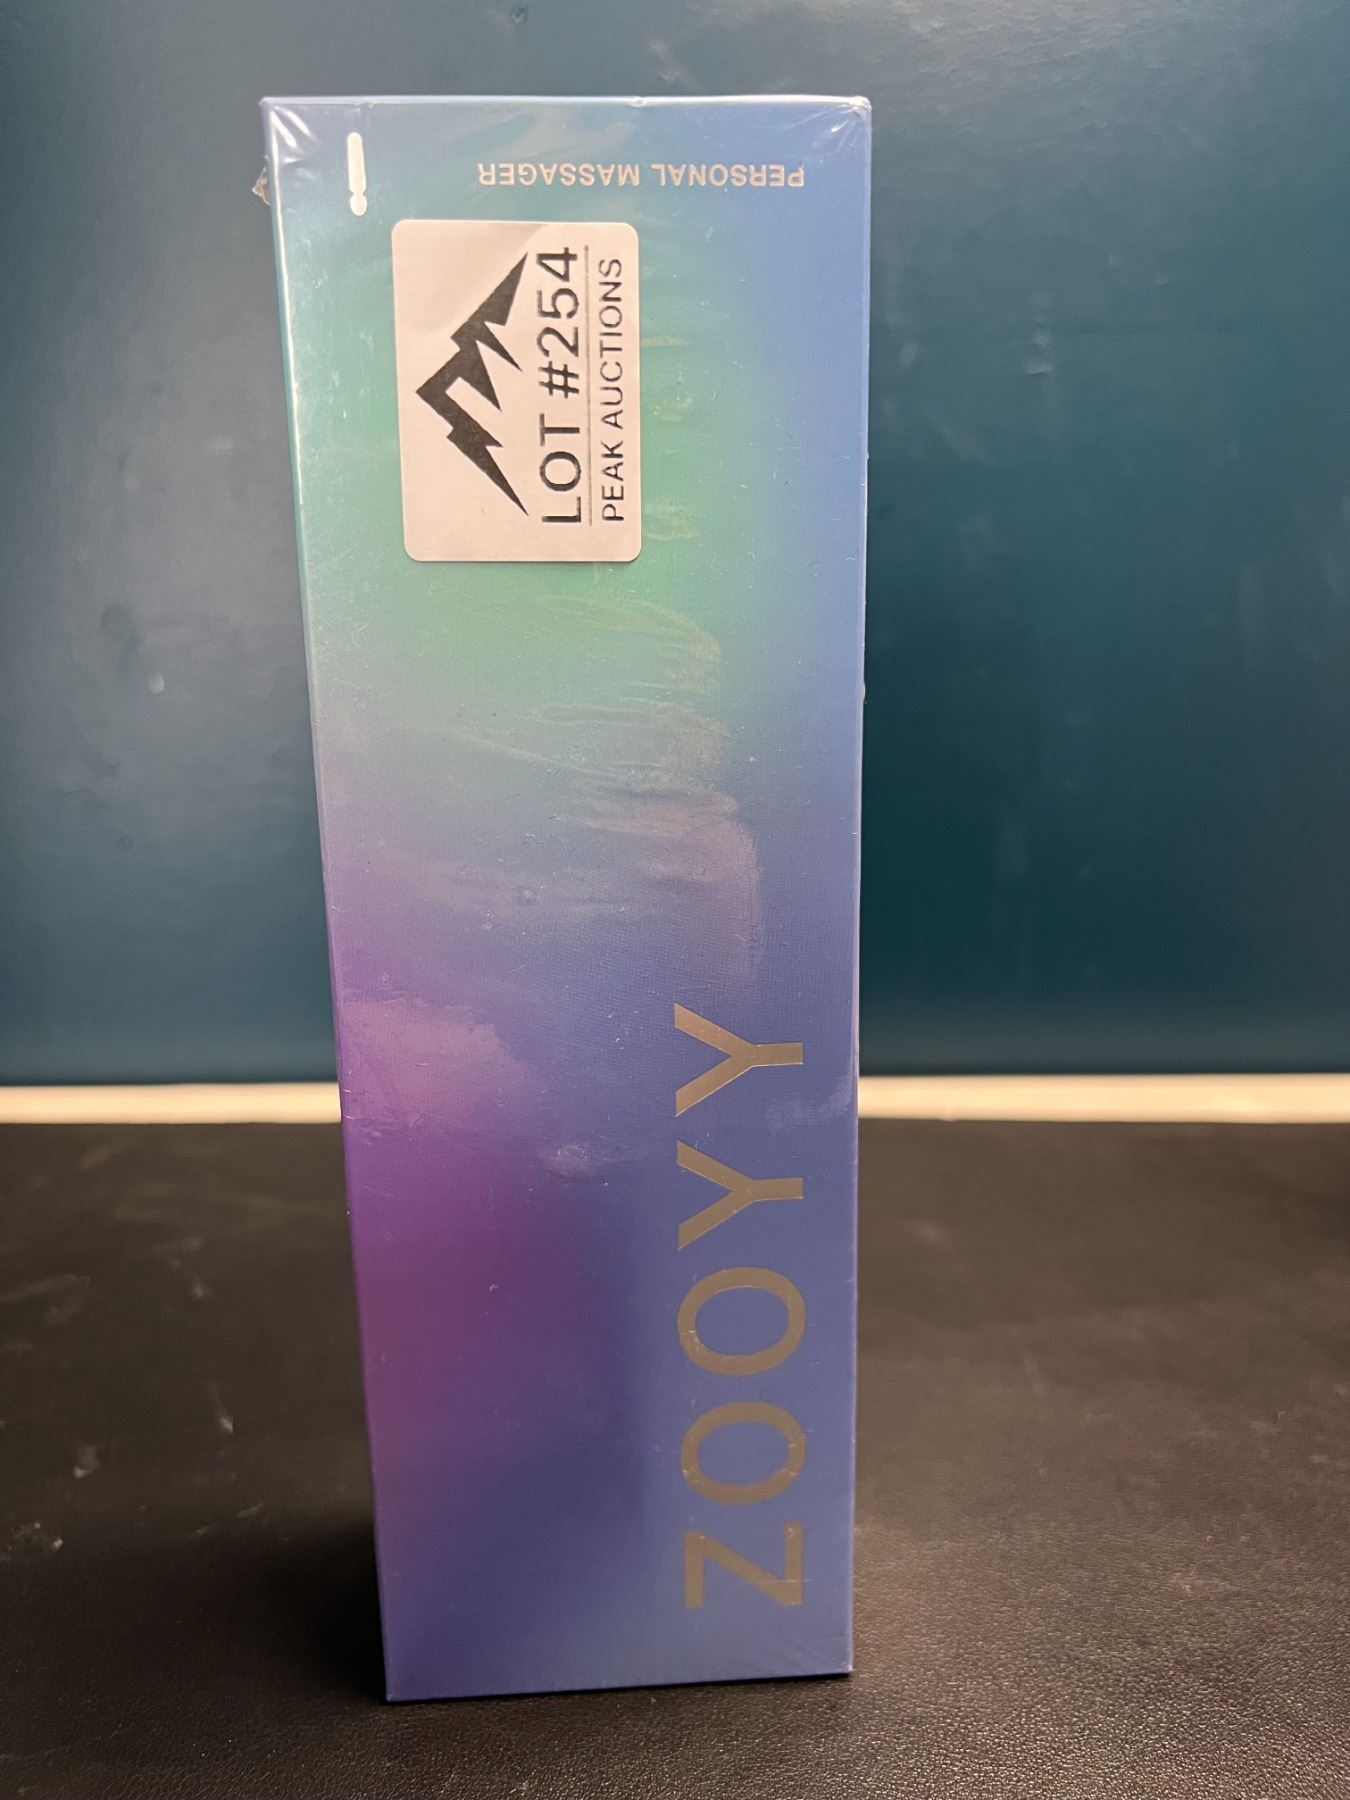 PERSONAL MASSAGER
LOT #254
PEAK AUCTIONS
ZOOYY